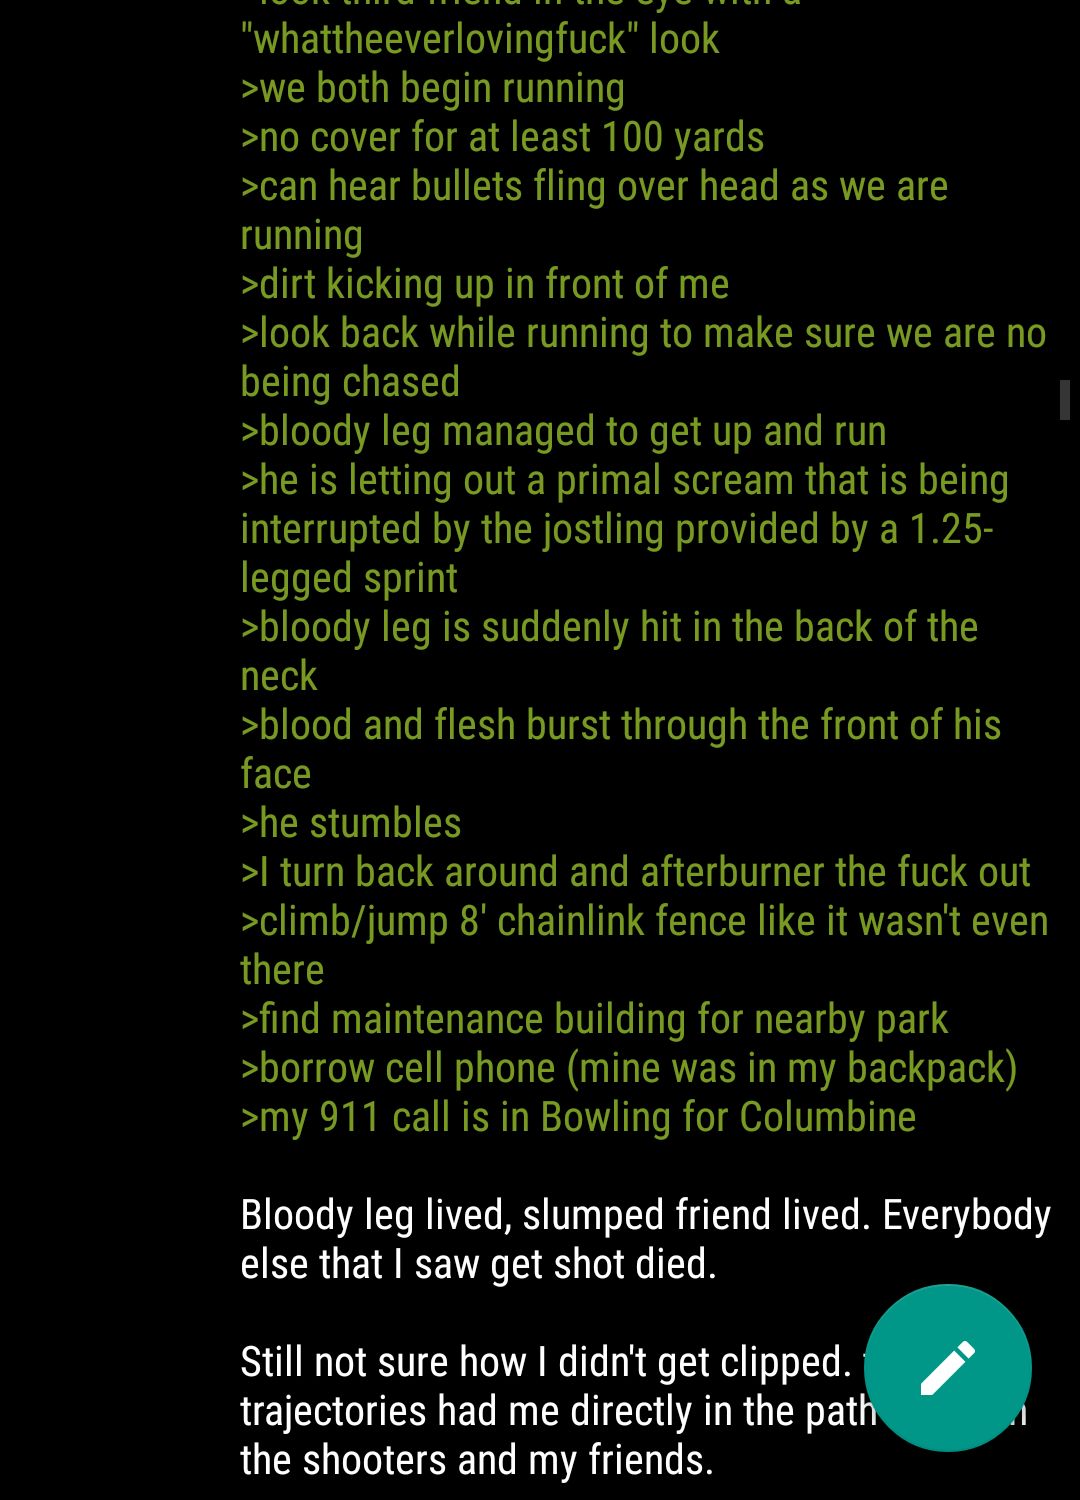 "whattheeverlovingfuck" look
>we both begin running
>no cover for at least 100 yards
>can hear bullets fling over head as we are
running
>dirt kicking up in front of me
>look back while running to make sure we are no
being chased
>bloody leg managed to get up and run
>he is letting out a primal scream that is being
interrupted by the jostling provided by a 1.25-
legged sprint
>bloody leg is suddenly hit in the back of the
neck
>blood and flesh burst through the front of his
face
>he stumbles
>I turn back around and afterburner the fuck out
>climb/jump 8' chainlink fence like it wasn't even
there
>find maintenance building for nearby park
>borrow cell phone (mine was in my backpack)
>my 911 call is in Bowling for Columbine
Bloody leg lived, slumped friend lived. Everybody
else that I saw get shot died.
Still not sure how I didn't get clipped.
trajectories had me directly in the path
the shooters and my friends.